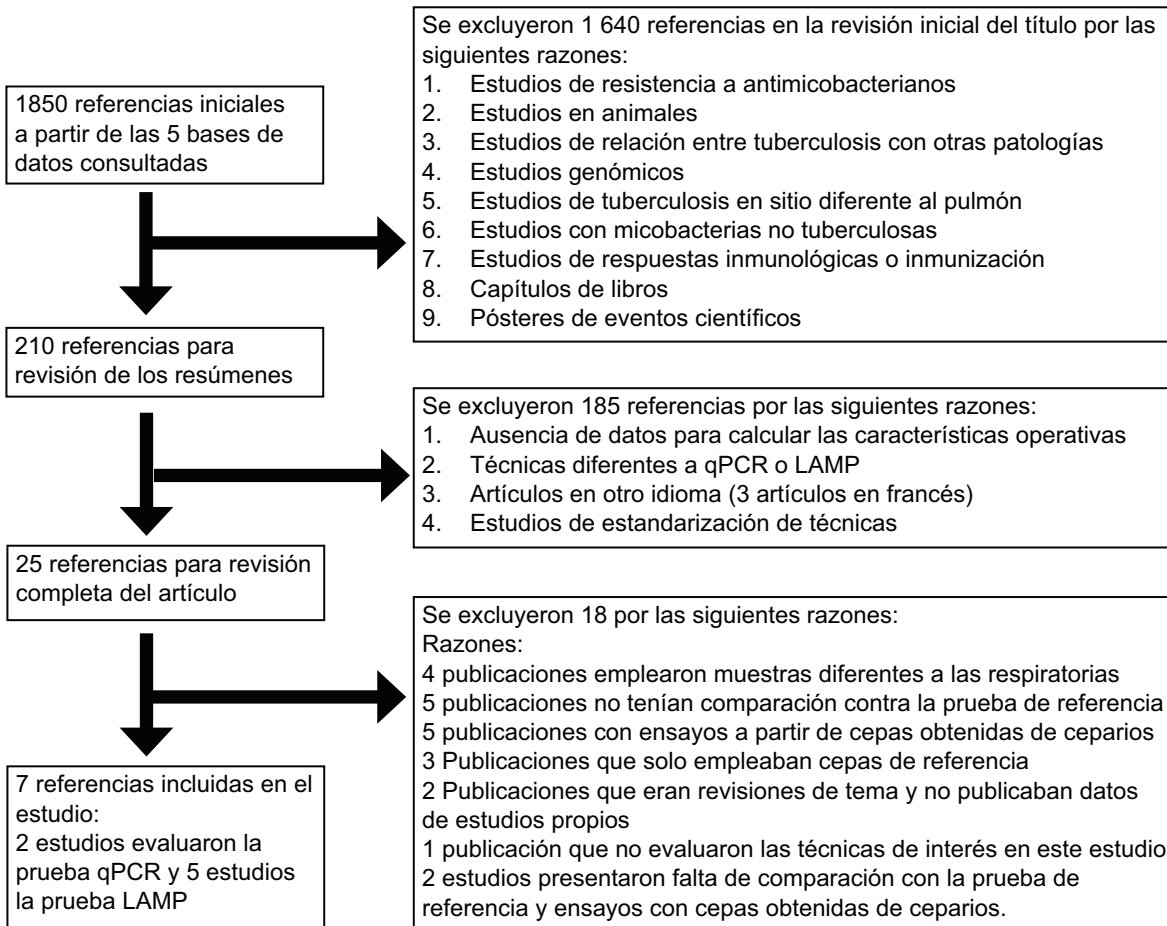 1850 referencias iniciales
a partir de las 5 bases de
datos consultadas
Se excluyeron 1 640 referencias en la revisión inicial del título por las
siguientes razones:
1. Estudios de resistencia a antimicobacterianos
2. Estudios en animales
3. Estudios de relación entre tuberculosis con otras patologías
4. Estudios genómicos
5. Estudios de tuberculosis en sitio diferente al pulmón
6. Estudios con micobacterias no tuberculosas
7. Estudios de respuestas inmunológicas o inmunización
8. Capítulos de libros
9. Pósteres de eventos científicos
210 referencias para
revisión de los resúmenes
Se excluyeron 185 referencias por las siguientes razones:
1. Ausencia de datos para calcular las características operativas
2. Técnicas diferentes a qPCR o LAMP
3. Artículos en otro idioma (3 artículos en francés)
4. Estudios de estandarización de técnicas
25 referencias para revisión
completa del artículo
Se excluyeron 18 por las siguientes razones:
Razones:
4 publicaciones emplearon muestras diferentes a las respiratorias
5 publicaciones no tenían comparación contra la prueba de referencia
5 publicaciones con ensayos a partir de cepas obtenidas de ceparios
3 Publicaciones que solo empleaban cepas de referencia
2 Publicaciones que eran revisiones de tema y no publicaban datos
de estudios propios
1 publicación que no evaluaron las técnicas de interés en este estudio
2 estudios presentaron falta de comparación con la prueba de
referencia y ensayos con cepas obtenidas de ceparios.
7 referencias incluidas en el
estudio:
2 estudios evaluaron la
prueba qPCR y 5 estudios
la prueba LAMP